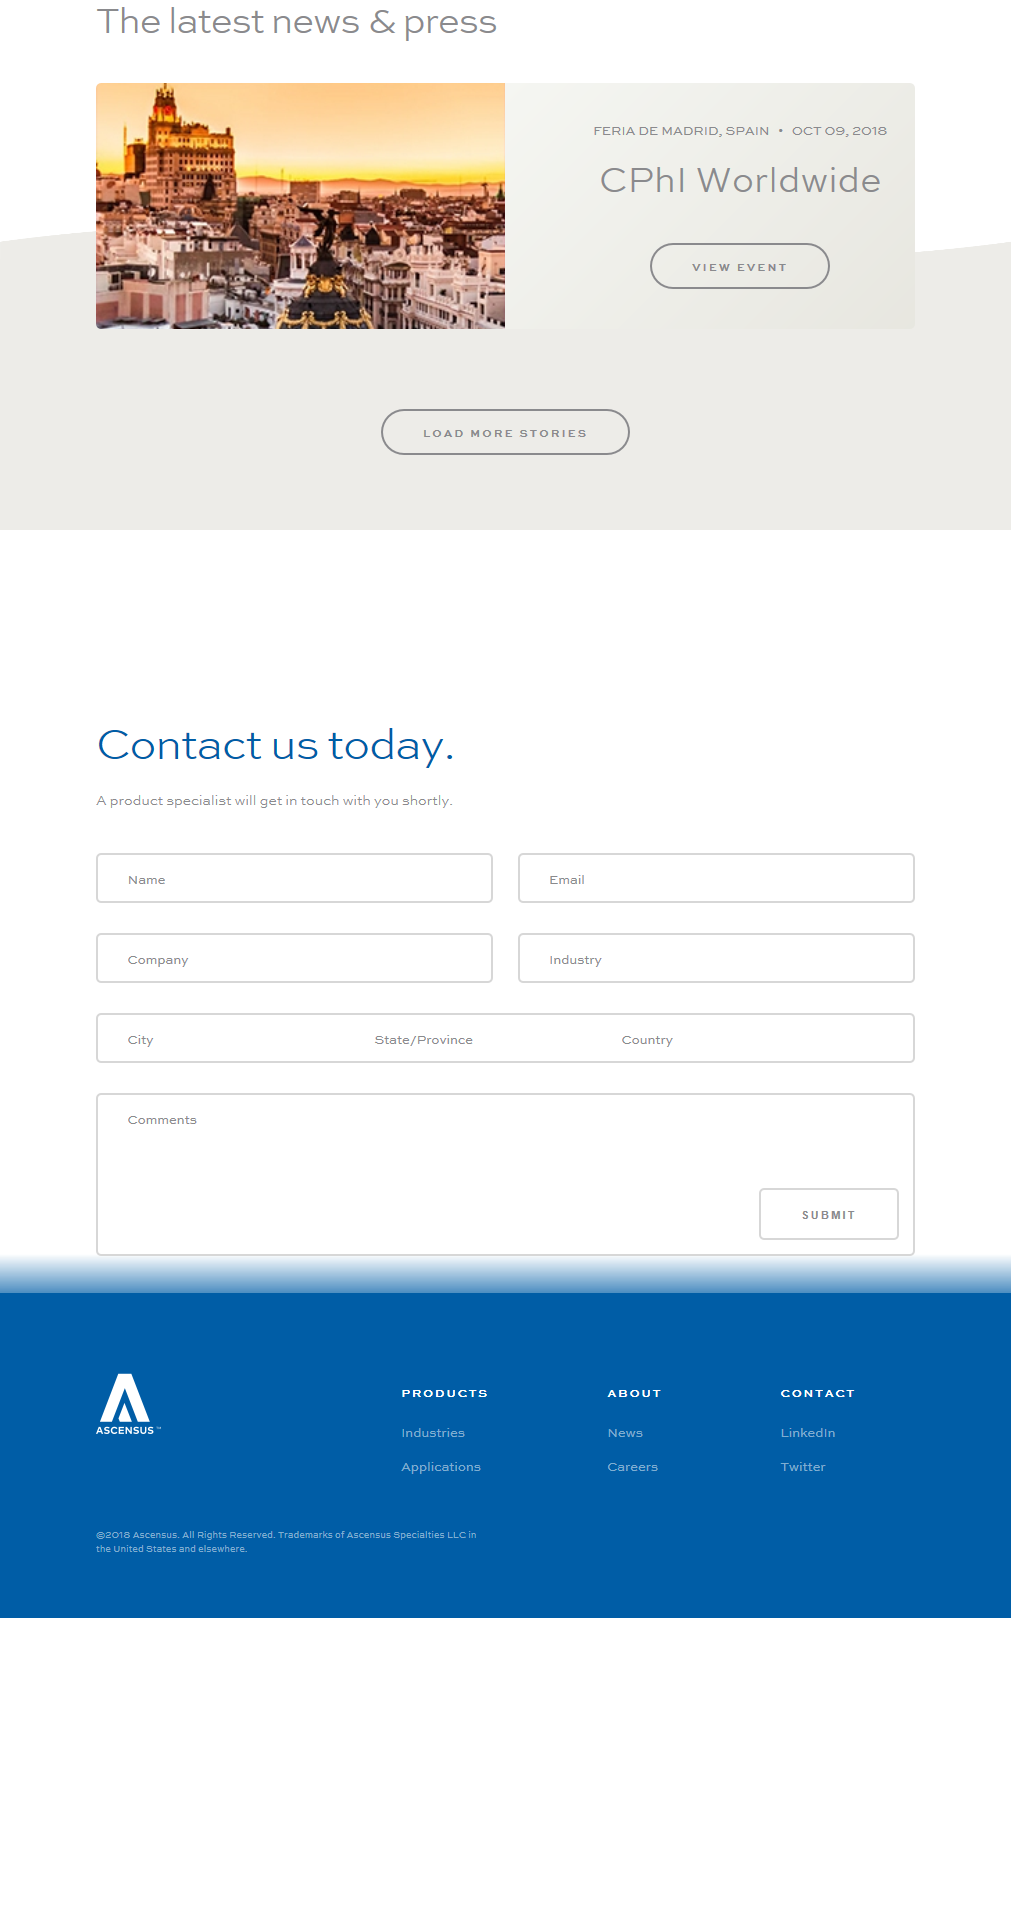 The latest news & press
FERIA DE MADRID, SPAIN • OCT 09, 2018
CPhI Worldwide
VIEW EVENT
LOAD MORE STORIES
Contact us today.
A product specialist will get in touch with you shortly.
Name
Email
Company
Industry
City
State/Province
Country
Comments
SUBMIT
ASCENSUS™
PRODUCTS
Industries
Applications
ABOUT
News
Careers
CONTACT
LinkedIn
Twitter
©2018 Ascensus. All Rights Reserved. Trademarks of Ascensus Specialties LLC in
the United States and elsewhere.